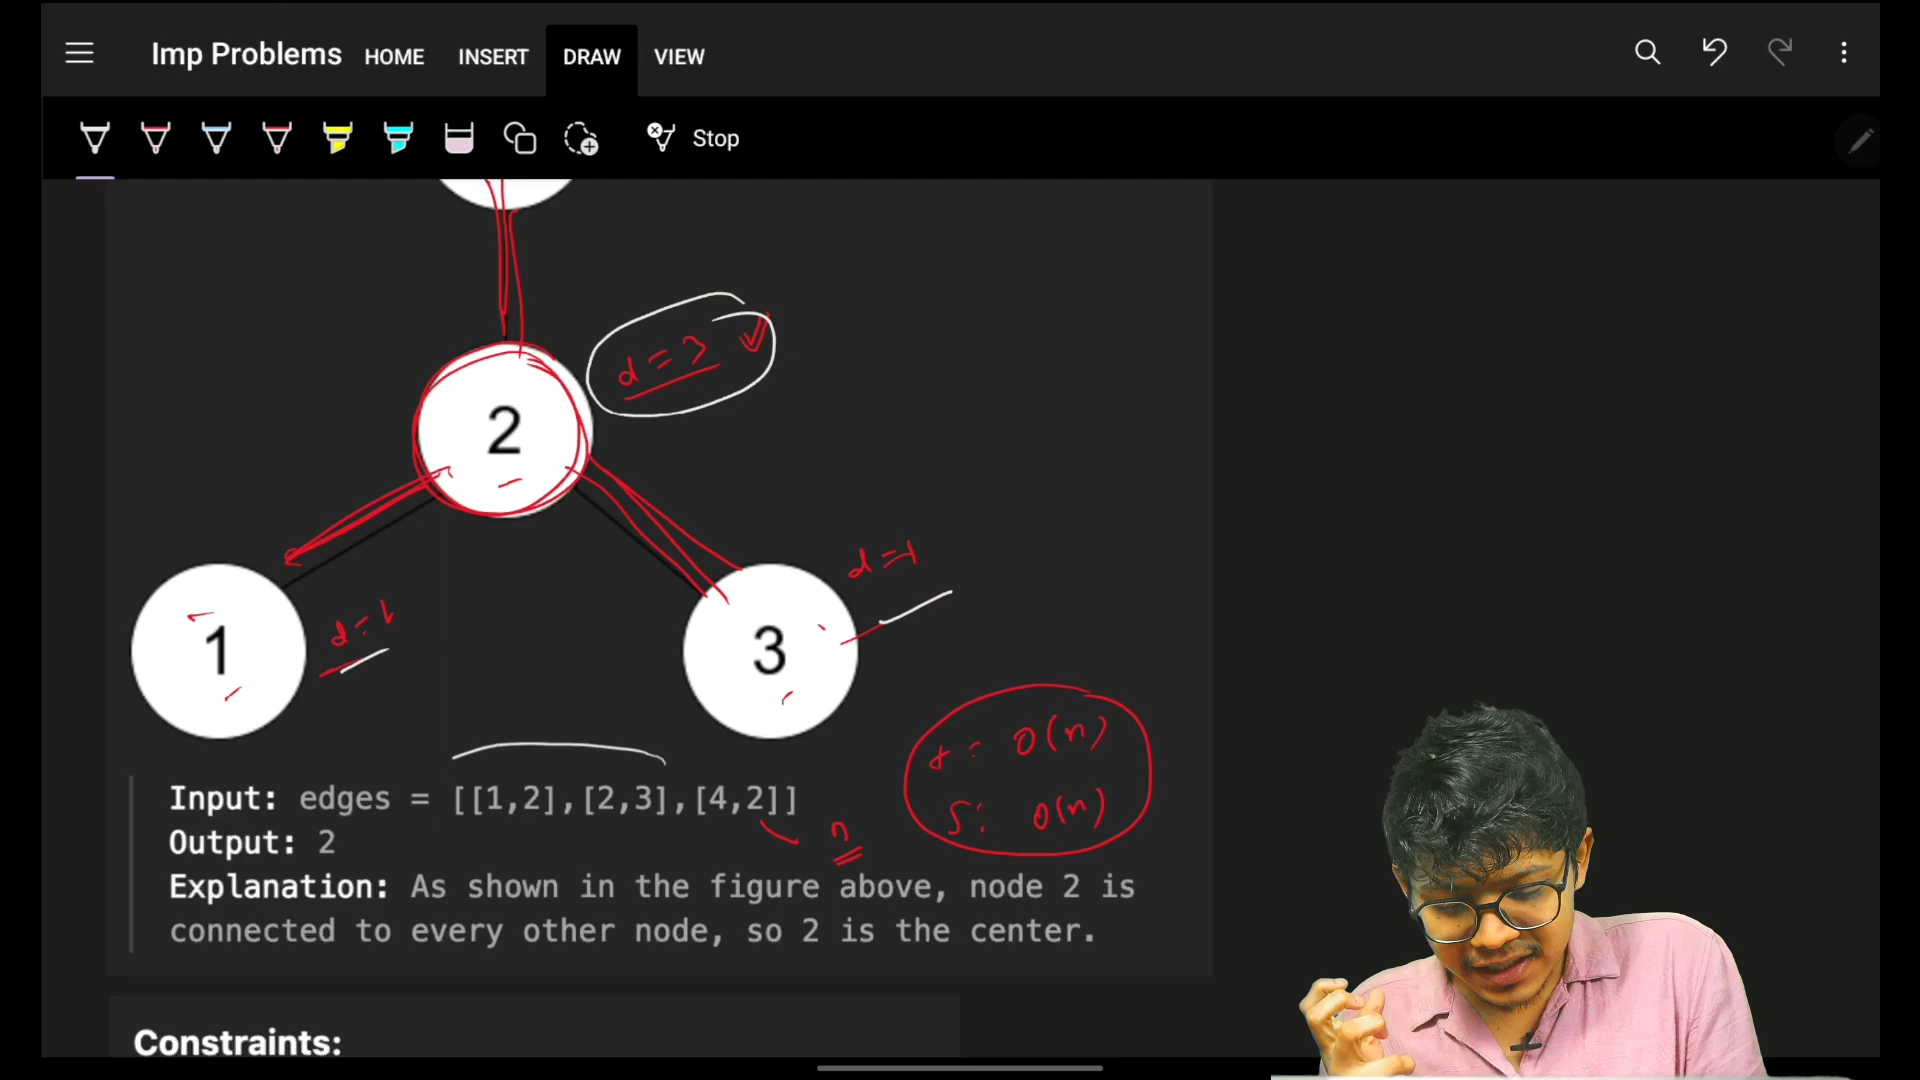 Imp Problems HOME INSERT DRAW VIEW
Stop
2
d = 3
d = 1
1
d = 1
3
t : O(n)
S : O(n)
Input: edges = [[1,2],[2,3],[4,2]]
n
Output: 2
Explanation: As shown in the figure above, node 2 is
connected to every other node, so 2 is the center.
Constraints: